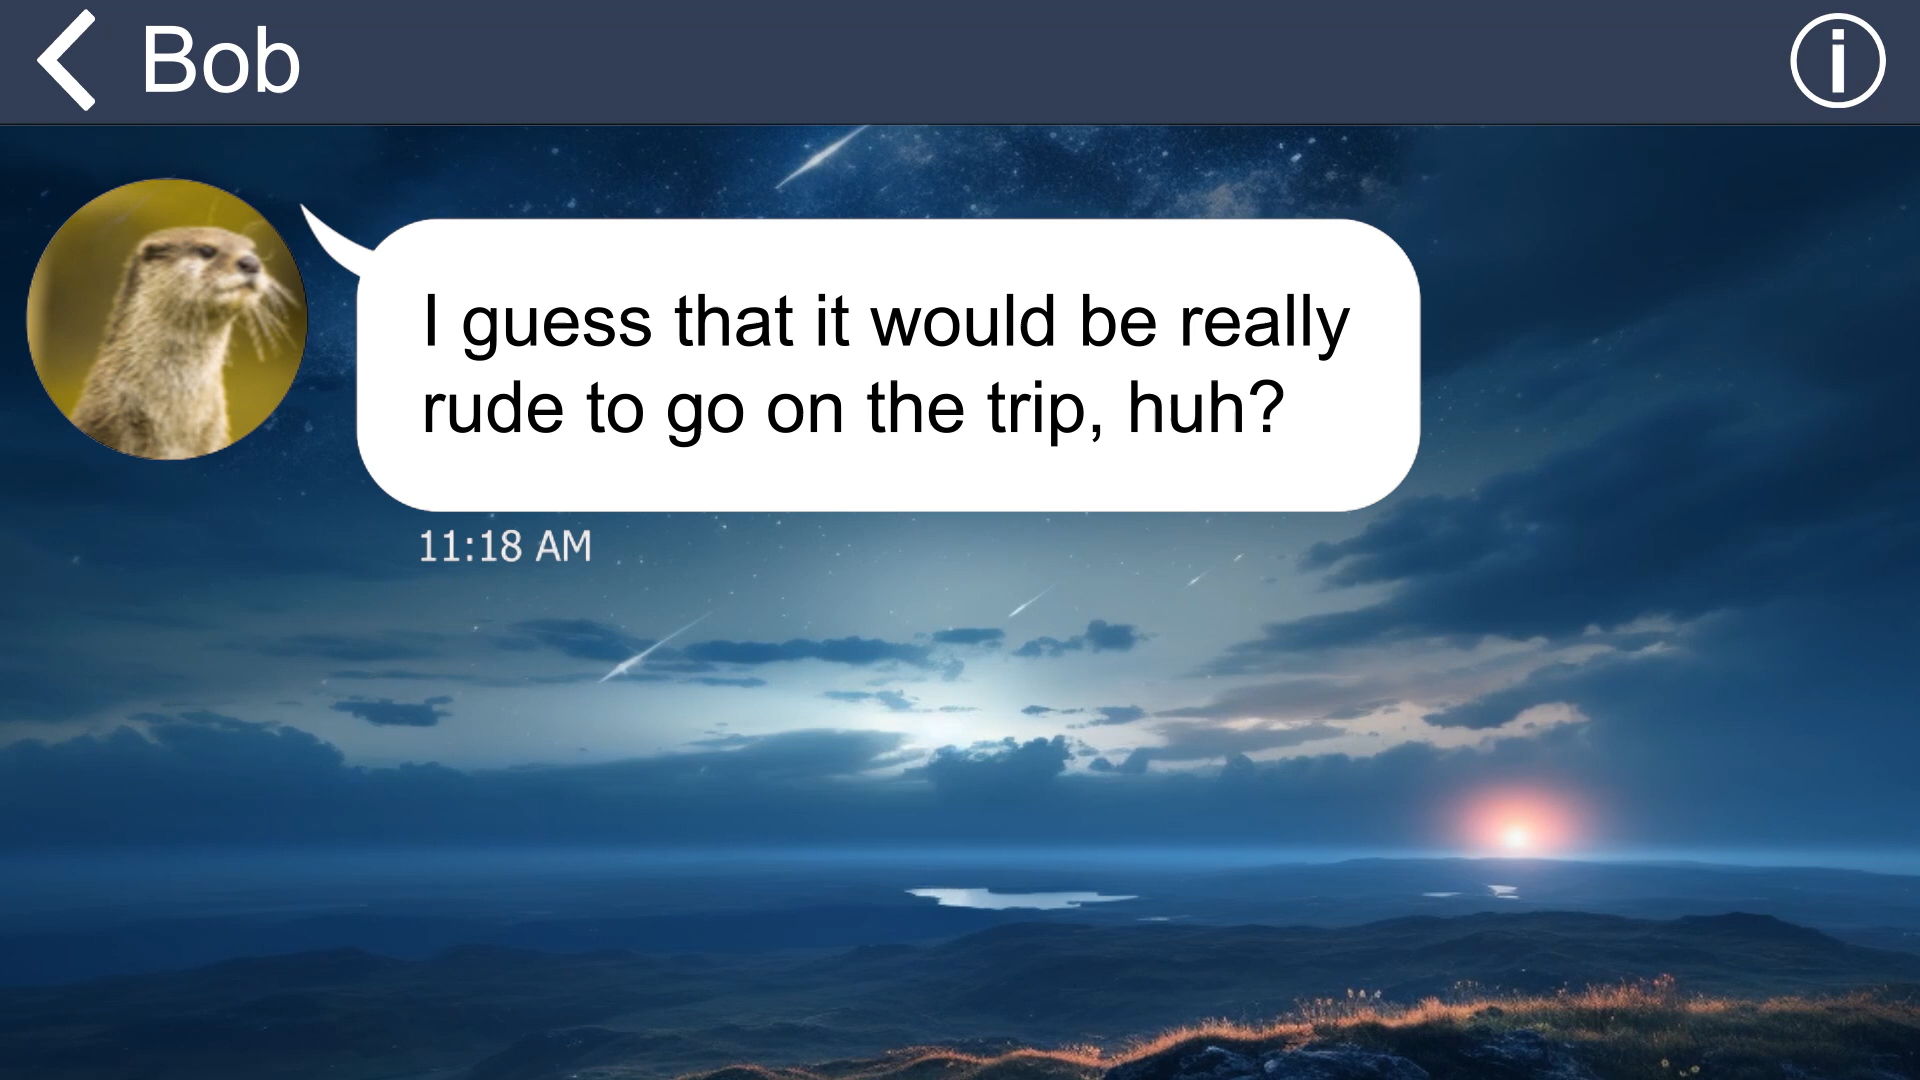 Bob
I guess that it would be really
rude to go on the trip, huh?
11:18 AM